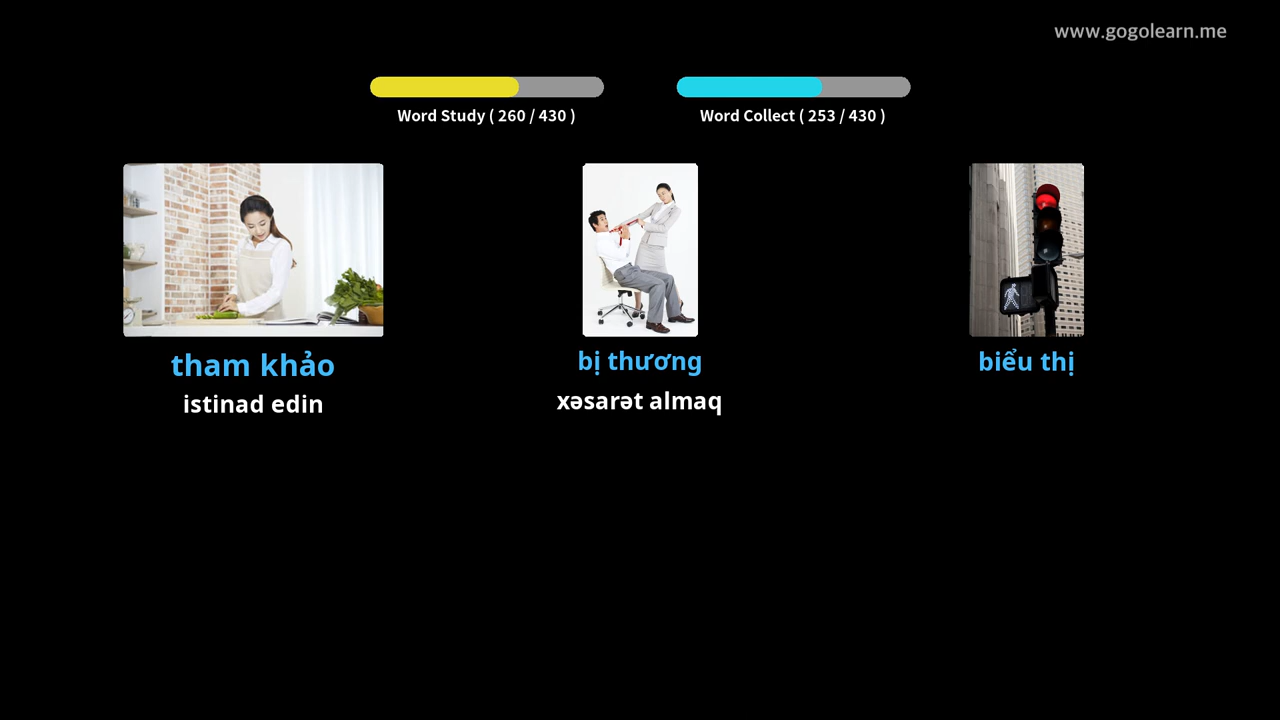 www.gogolearn.me
Word Study ( 260 / 430 )
Word Collect ( 253 / 430 )
tham khảo
bị thương
biểu thị
istinad edin
xəsarət almaq